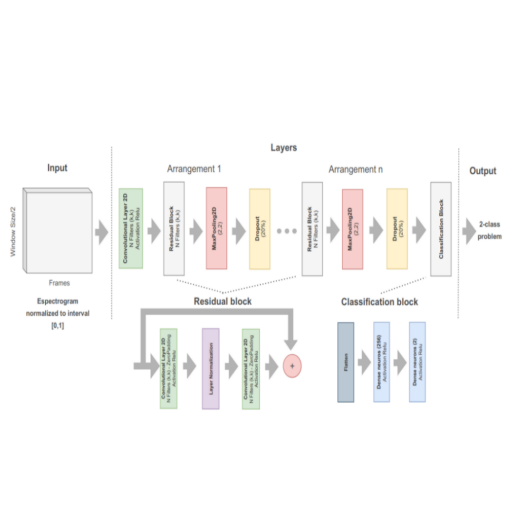 Layers
Input
Arrangement 1
Arrangement n
Output
Window Size/2
Convolutional Layer 2D
N Filters (k,k)
Activation Relu
Residual Block
N Filters (k,k)
MaxPooling2D
(2,2)
Dropout
(20%)
Residual Block
N Filters (k,k)
MaxPooling2D
(2,2)
Dropout
(20%)
Classification Block
2-class
problem
Frames
Espectrogram
normalized to interval
[0,1]
Residual block
Classification block
Convolutional Layer 2D
N Filters (k,k) - ZeroPadding
Activation Relu
Layer Normalisation
Convolutional Layer 2D
N Filters (k,k) - ZeroPadding
Activation Relu
+
Flatten
Dense neurons (256)
Activation Relu
Dense neurons (2)
Activation Relu